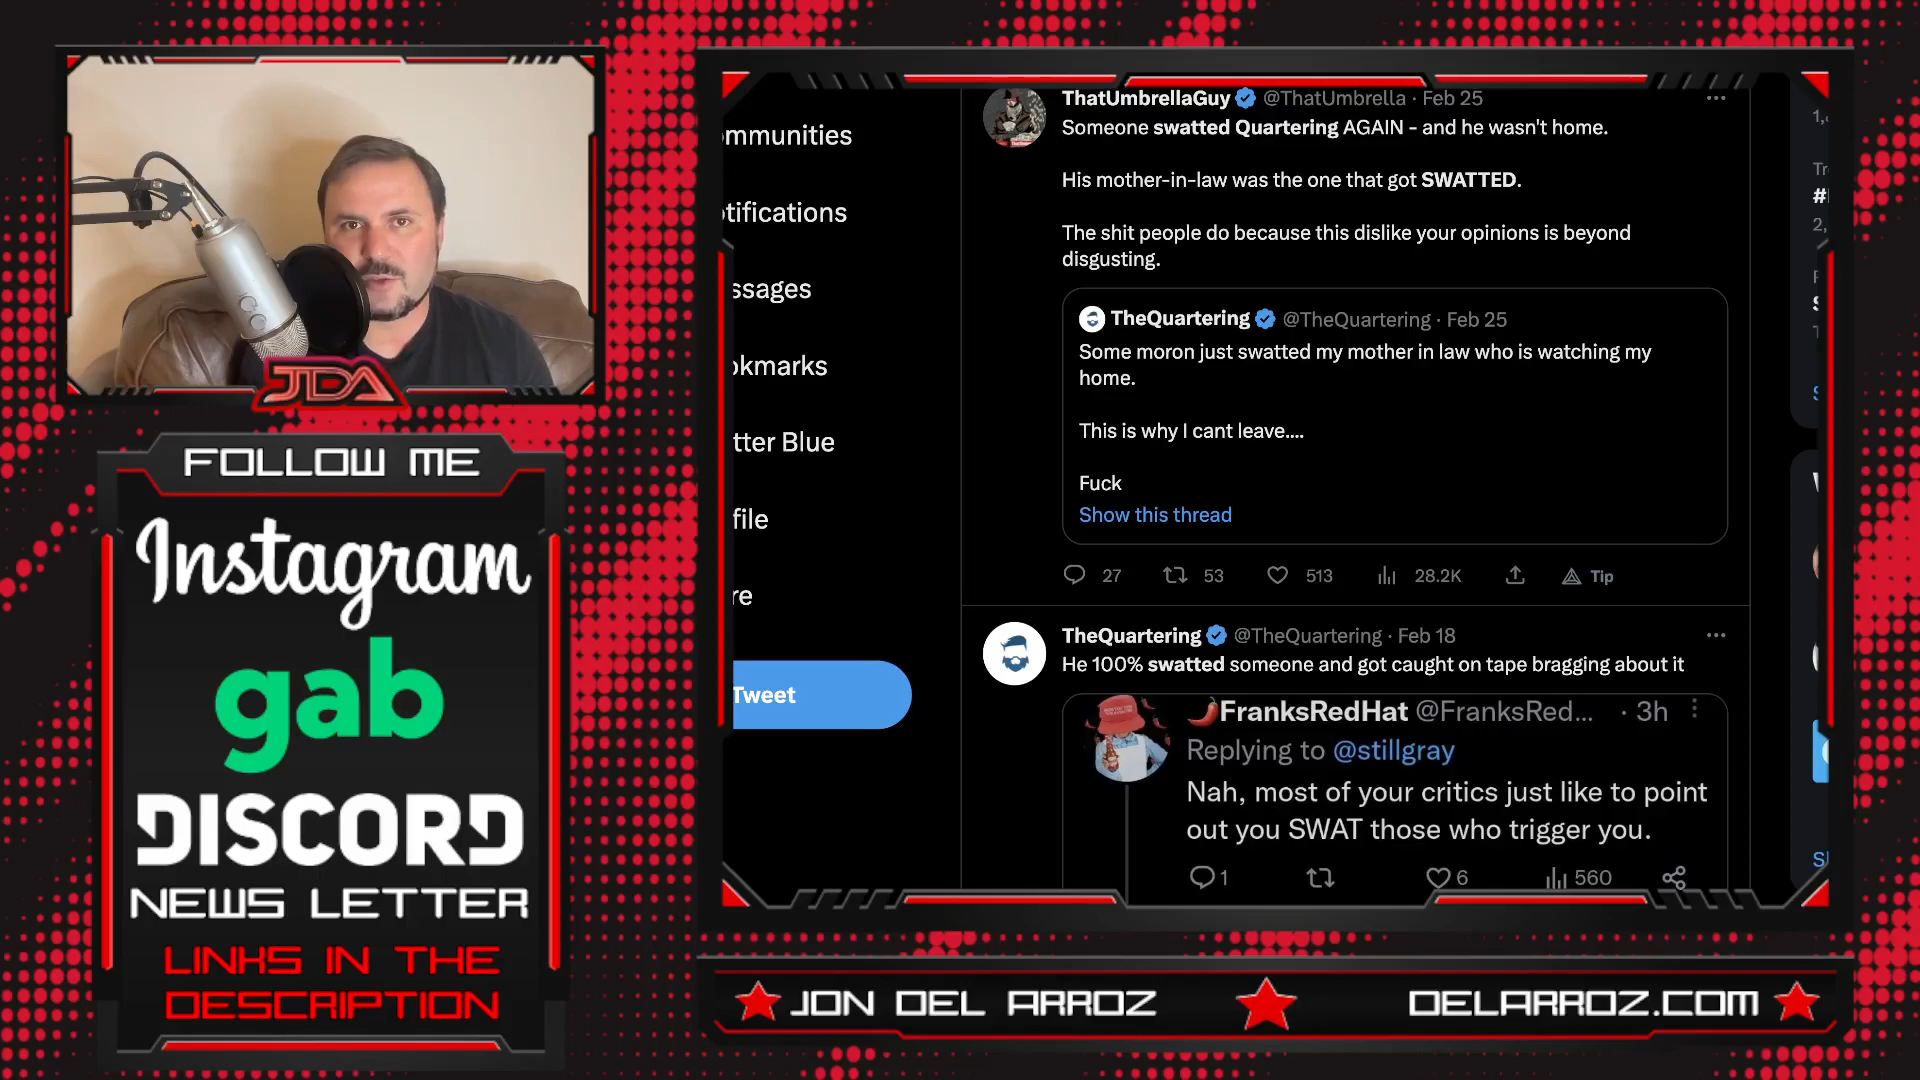 JDA
FOLLOW ME
Instagram
gab
DISCORD
NEWS LETTER
LINKS IN THE
DESCRIPTION
mmunities
tifications
ssages
okmarks
tter Blue
file
re
Tweet
ThatUmbrellaGuy @ThatUmbrella · Feb 25
Someone swatted Quartering AGAIN - and he wasn't home.
His mother-in-law was the one that got SWATTED.
The shit people do because this dislike your opinions is beyond
disgusting.
TheQuartering @TheQuartering · Feb 25
Some moron just swatted my mother in law who is watching my
home.
This is why I cant leave....
Fuck
Show this thread
27 53 513 28.2K Tip
TheQuartering @TheQuartering · Feb 18
He 100% swatted someone and got caught on tape bragging about it
FranksRedHat @FranksRed... · 3h
Replying to @stillgray
Nah, most of your critics just like to point
out you SWAT those who trigger you.
1 6 560
JON DEL ARROZ DELARROZ.COM